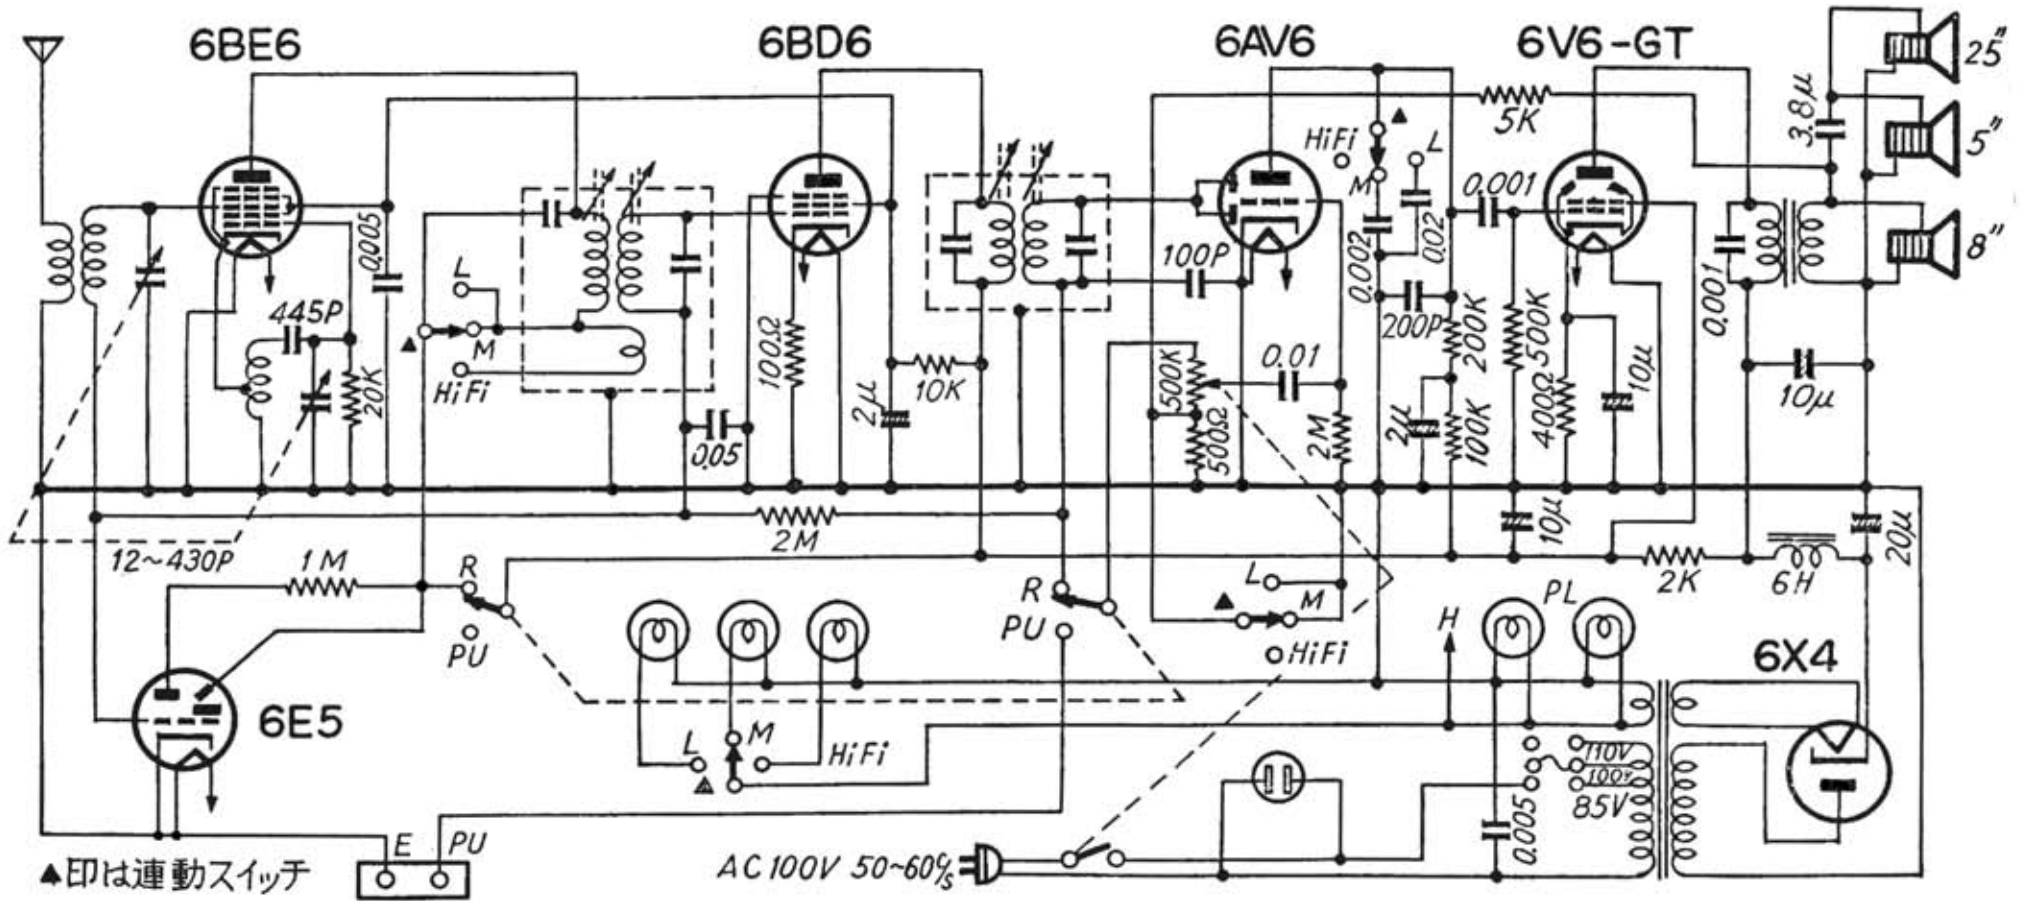 6BE6
6BD6
6AV6
6V6-GT
25"
3.8μ
5K
5"
HiFi
L
M
0.001
0.005
0.002
0.02
8"
100P
L
445P
M
HiFi
20K
100Ω
2μ
10K
200P
200K
500K
0.001
500K
0.01
400Ω
10μ
10μ
0.05
500Ω
2M
2μ
100K
2M
10μ
20μ
12~430P
1M
R
PU
R
PU
L
M
HiFi
2K
6H
H
PL
6X4
6E5
L
M
HiFi
110V
100V
85V
0.005
E
PU
AC 100V 50~60c/s
▲印は連動スイッチ